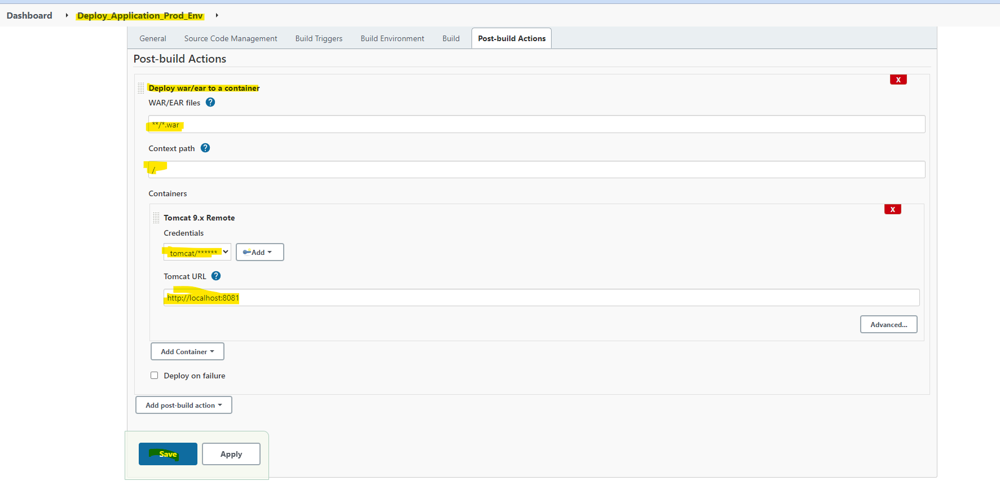 Dashboard Deploy_Application_Prod_Env
General Source Code Management Build Triggers Build Environment Build Post-build Actions
Post-build Actions
X
Deploy war/ear to a container
WAR/EAR files ?
**/*.war
Context path ?
/
Containers
X
Tomcat 9.x Remote
Credentials
tomcat/****** Add
Tomcat URL ?
http://localhost:8081
Advanced...
Add Container
Deploy on failure
Add post-build action
Save Apply